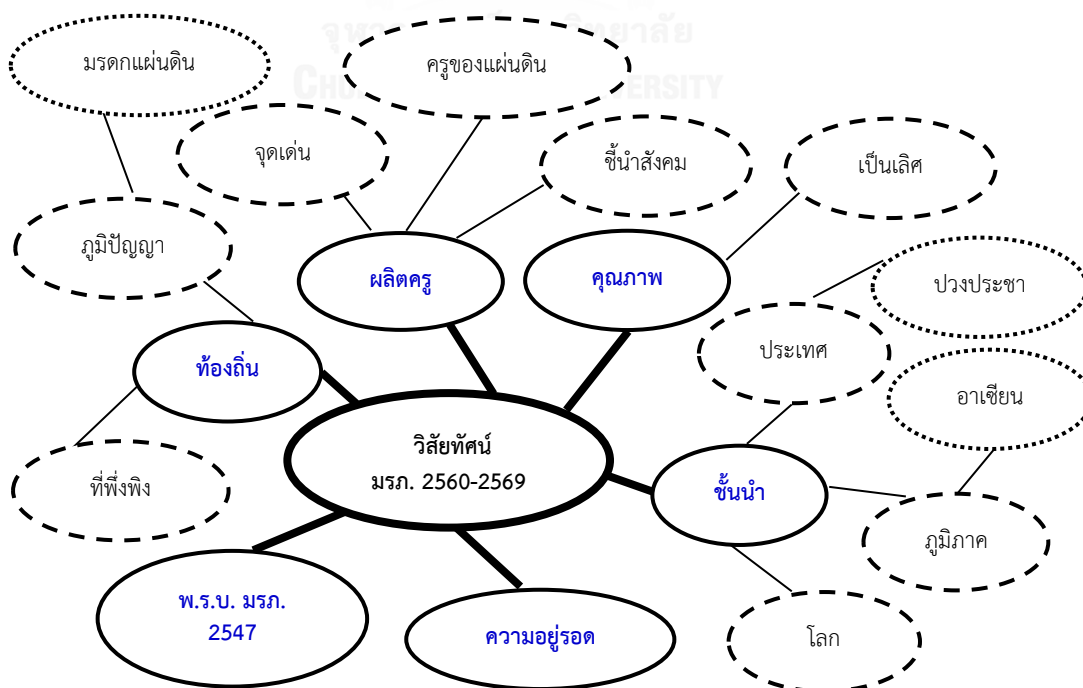 มรดกแผ่นดิน
ครูของแผ่นดิน
จุดเด่น
ชี้นำสังคม
เป็นเลิศ
ภูมิปัญญา
ผลิตครู
คุณภาพ
ปวงประชา
ประเทศ
ท้องถิ่น
อาเซียน
วิสัยทัศน์
มรภ. 2560-2569
ที่พึ่งพิง
ชั้นนำ
ภูมิภาค
พ.ร.บ. มรภ.
2547
ความอยู่รอด
โลก